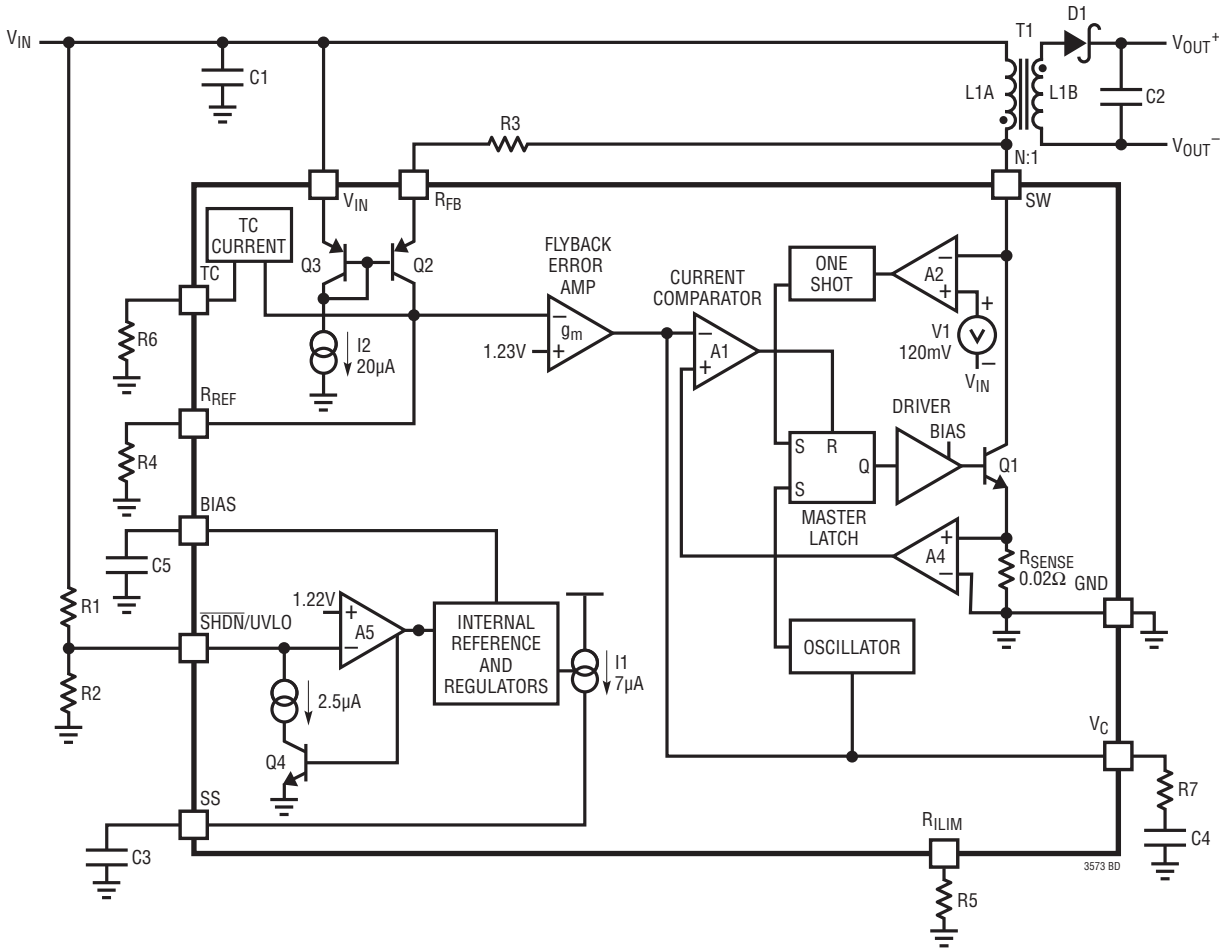 T1
D1
VIN
VOUT+
C1
L1A
L1B
C2
R3
VOUT–
N:1
VIN
RFB
SW
TC
CURRENT
Q3
Q2
FLYBACK
ERROR
AMP
CURRENT
COMPARATOR
ONE
SHOT
A2
–
+
TC
V1
120mV
+
–
VIN
R6
I2
20µA
–
gm
1.23V
+
–
A1
+
RREF
DRIVER
BIAS
R4
S
R
Q
S
Q1
MASTER
LATCH
BIAS
A4
+
–
RSENSE
0.02Ω
GND
C5
R1
1.22V
+
A5
–
SHDN/UVLO
INTERNAL
REFERENCE
AND
REGULATORS
I1
7µA
OSCILLATOR
R2
2.5µA
Q4
VC
SS
R7
RILIM
C3
C4
3573 BD
R5